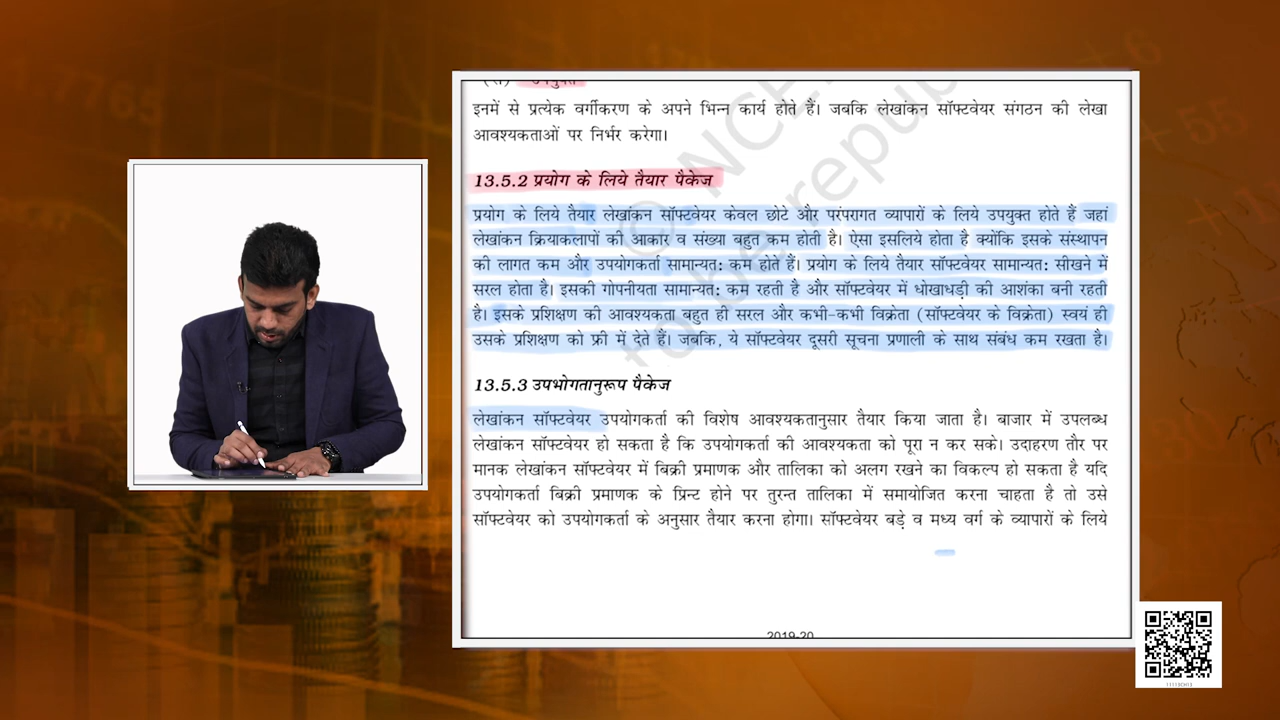 इनमें से प्रत्येक वर्गीकरण के अपने भिन्न कार्य होते हैं। जबकि लेखांकन सॉफ्टवेयर संगठन की लेखा
आवश्यकताओं पर निर्भर करेगा।
13.5.2 प्रयोग के लिये तैयार पैकेज
प्रयोग के लिये तैयार लेखांकन सॉफ्टवेयर केवल छोटे और परंपरागत व्यापारों के लिये उपयुक्त होते हैं जहां
लेखांकन क्रियाकलापों की आकार व संख्या बहुत कम होती है। ऐसा इसलिये होता है क्योंकि इसके संस्थापन
की लागत कम और उपयोगकर्ता सामान्यत: कम होते हैं। प्रयोग के लिये तैयार सॉफ्टवेयर सामान्यत: सीखने में
सरल होता है। इसकी गोपनीयता सामान्यत: कम रहती है और सॉफ्टवेयर में धोखाधड़ी की आशंका बनी रहती
है। इसके प्रशिक्षण की आवश्यकता बहुत ही सरल और कभी-कभी विक्रेता (सॉफ्टवेयर के विक्रेता) स्वयं ही
उसके प्रशिक्षण को फ्री में देते हैं। जबकि, ये सॉफ्टवेयर दूसरी सूचना प्रणाली के साथ संबंध कम रखता है।
13.5.3 उपभोगतानुरूप पैकेज
लेखांकन सॉफ्टवेयर उपयोगकर्ता की विशेष आवश्यकतानुसार तैयार किया जाता है। बाजार में उपलब्ध
लेखांकन सॉफ्टवेयर हो सकता है कि उपयोगकर्ता की आवश्यकता को पूरा न कर सके। उदाहरण तौर पर
मानक लेखांकन सॉफ्टवेयर में बिक्री प्रमाणक और तालिका को अलग रखने का विकल्प हो सकता है यदि
उपयोगकर्ता बिक्री प्रमाणक के प्रिन्ट होने पर तुरन्त तालिका में समायोजित करना चाहता है तो उसे
सॉफ्टवेयर को उपयोगकर्ता के अनुसार तैयार करना होगा। सॉफ्टवेयर बड़े व मध्य वर्ग के व्यापारों के लिये
2019-20